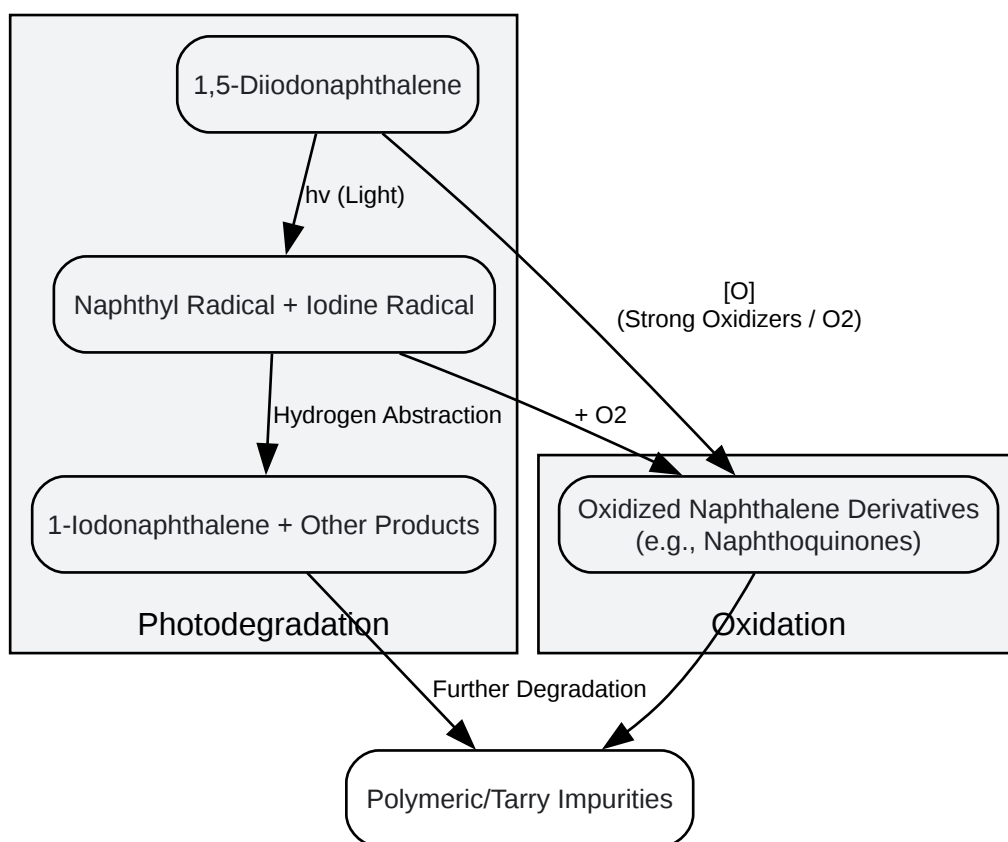 1,5-Diiodonaphthalene
hv (Light)
Naphthyl Radical + Iodine Radical
[O]
(Strong Oxidizers / O2)
Hydrogen Abstraction
+ O2
1-Iodonaphthalene + Other Products
Oxidized Naphthalene Derivatives
(e.g., Naphthoquinones)
Photodegradation
Oxidation
Further Degradation
Polymeric/Tarry Impurities